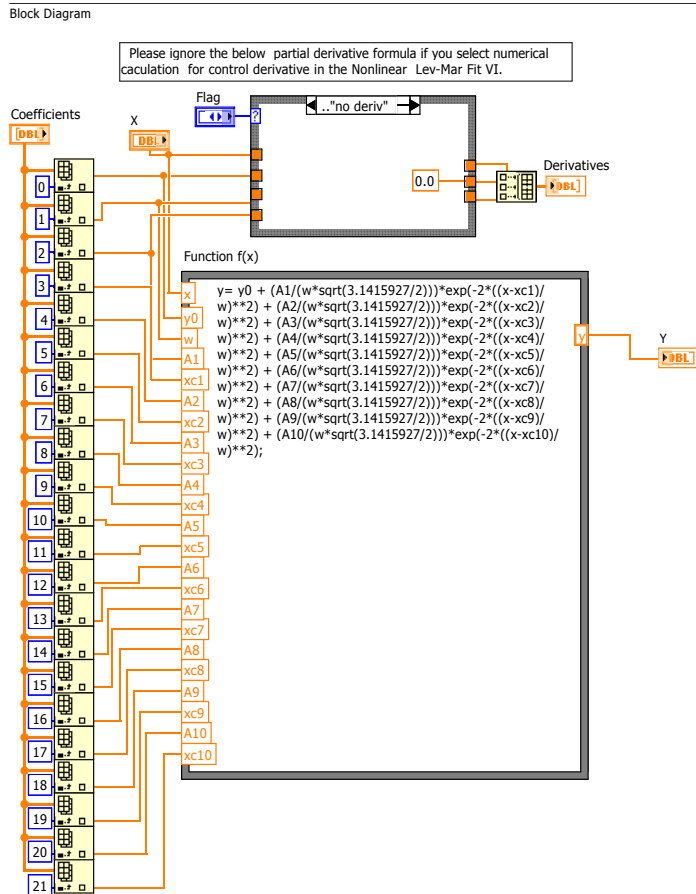 Block Diagram
Please ignore the below partial derivative formula if you select numerical
caculation for control derivative in the Nonlinear Lev-Mar Fit VI.
Coefficients
[DBL]
X
DBL
Flag
?
.."no deriv"
0.0
Derivatives
DBL]
0
1
2
3
4
5
6
7
8
9
10
11
12
13
14
15
16
17
18
19
20
21
Function f(x)
x
y0
w
A1
xc1
A2
xc2
A3
xc3
A4
xc4
A5
xc5
A6
xc6
A7
xc7
A8
xc8
A9
xc9
A10
xc10
y= y0 + (A1/(w*sqrt(3.1415927/2)))*exp(-2*((x-xc1)/
w)**2) + (A2/(w*sqrt(3.1415927/2)))*exp(-2*((x-xc2)/
w)**2) + (A3/(w*sqrt(3.1415927/2)))*exp(-2*((x-xc3)/
w)**2) + (A4/(w*sqrt(3.1415927/2)))*exp(-2*((x-xc4)/
w)**2) + (A5/(w*sqrt(3.1415927/2)))*exp(-2*((x-xc5)/
w)**2) + (A6/(w*sqrt(3.1415927/2)))*exp(-2*((x-xc6)/
w)**2) + (A7/(w*sqrt(3.1415927/2)))*exp(-2*((x-xc7)/
w)**2) + (A8/(w*sqrt(3.1415927/2)))*exp(-2*((x-xc8)/
w)**2) + (A9/(w*sqrt(3.1415927/2)))*exp(-2*((x-xc9)/
w)**2) + (A10/(w*sqrt(3.1415927/2)))*exp(-2*((x-xc10)/
w)**2);
y
Y
DBL